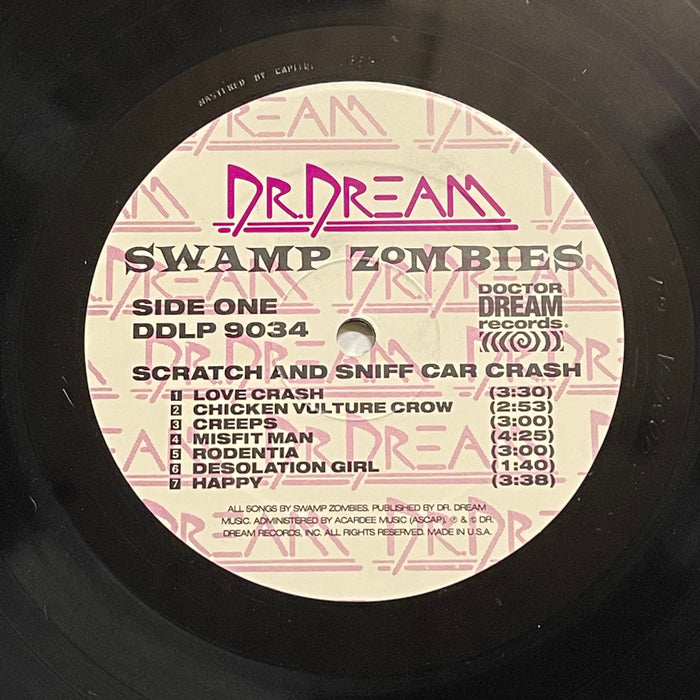 MASTERED BY CAPITOL
DR. DREAM
SWAMP ZOMBIES
SIDE ONE
DDLP 9034
DOCTOR
DREAM
records.
SCRATCH AND SNIFF CAR CRASH
1 LOVE CRASH (3:30)
2 CHICKEN VULTURE CROW (2:53)
3 CREEPS (3:00)
4 MISFIT MAN (4:25)
5 RODENTIA (3:00)
6 DESOLATION GIRL (1:40)
7 HAPPY (3:38)
ALL SONGS BY SWAMP ZOMBIES. PUBLISHED BY DR. DREAM
MUSIC. ADMINISTERED BY ACARDEE MUSIC (ASCAP). ℗ & © DR.
DREAM RECORDS, INC. ALL RIGHTS RESERVED. MADE IN U.S.A.